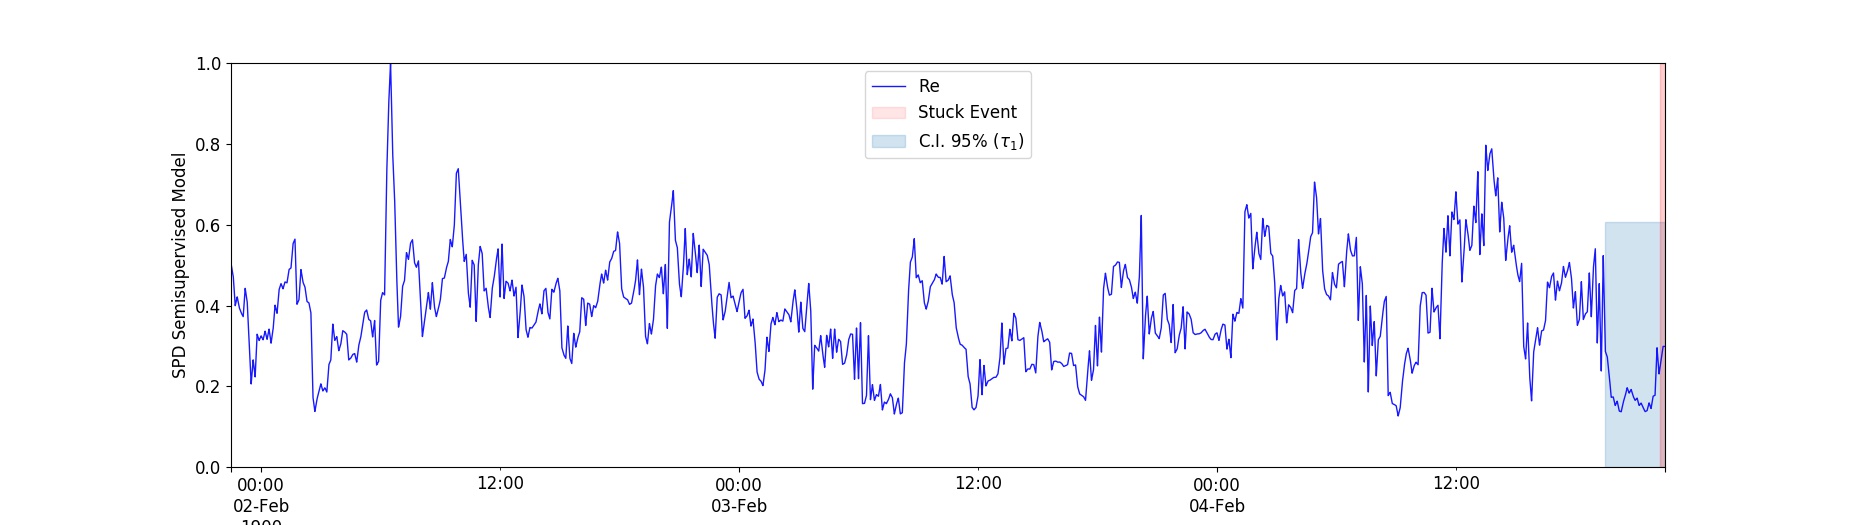 SPD Semisupervised Model
1.0
0.8
0.6
0.4
0.2
0.0
Re
Stuck Event
C.I. 95% (τ₁)
00:00
02-Feb
1900
12:00
00:00
03-Feb
12:00
00:00
04-Feb
12:00